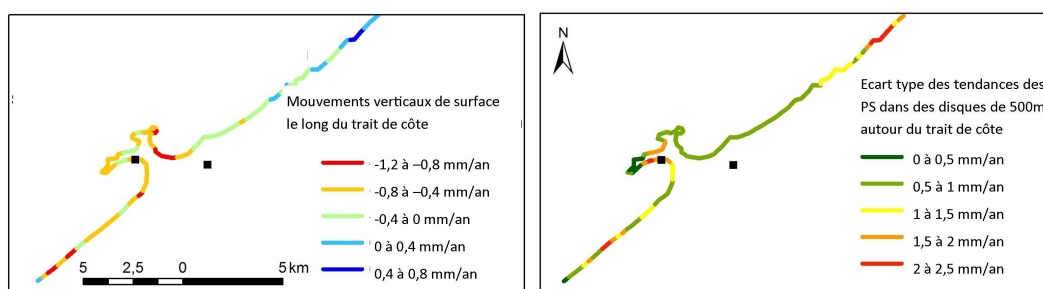 Mouvements verticaux de surface
le long du trait de côte
-1,2 à –0,8 mm/an
-0,8 à –0,4 mm/an
-0,4 à 0 mm/an
0 à 0,4 mm/an
0,4 à 0,8 mm/an
5 2,5 0 5 km
N
Ecart type des tendances des
PS dans des disques de 500m
autour du trait de côte
0 à 0,5 mm/an
0,5 à 1 mm/an
1 à 1,5 mm/an
1,5 à 2 mm/an
2 à 2,5 mm/an